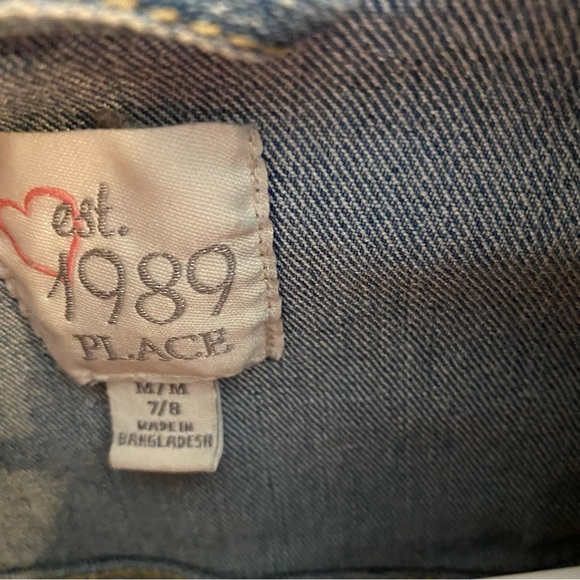 est.
1989
PLACE
M/M
7/8
MADE IN
BANGLADESH